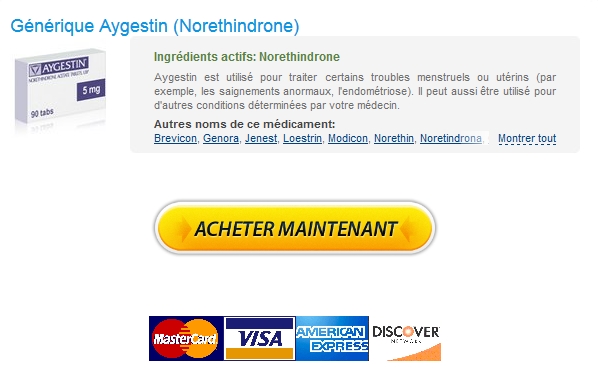 Générique Aygestin (Norethindrone)
AYGESTIN®
NORETHINDRONE ACETATE TABLETS, USP
5 mg
90 tabs
Ingrédients actifs: Norethindrone
Aygestin est utilisé pour traiter certains troubles menstruels ou utérins (par
exemple, les saignements anormaux, l'endométriose). Il peut aussi être utilisé pour
d'autres conditions déterminées par votre médecin.
Autres noms de ce médicament:
Brevicon, Genora, Jenest, Loestrin, Modicon, Norethin, Noretindrona, Montrer tout
ACHETER MAINTENANT
MasterCard VISA AMERICAN EXPRESS DISCOVER NETWORK